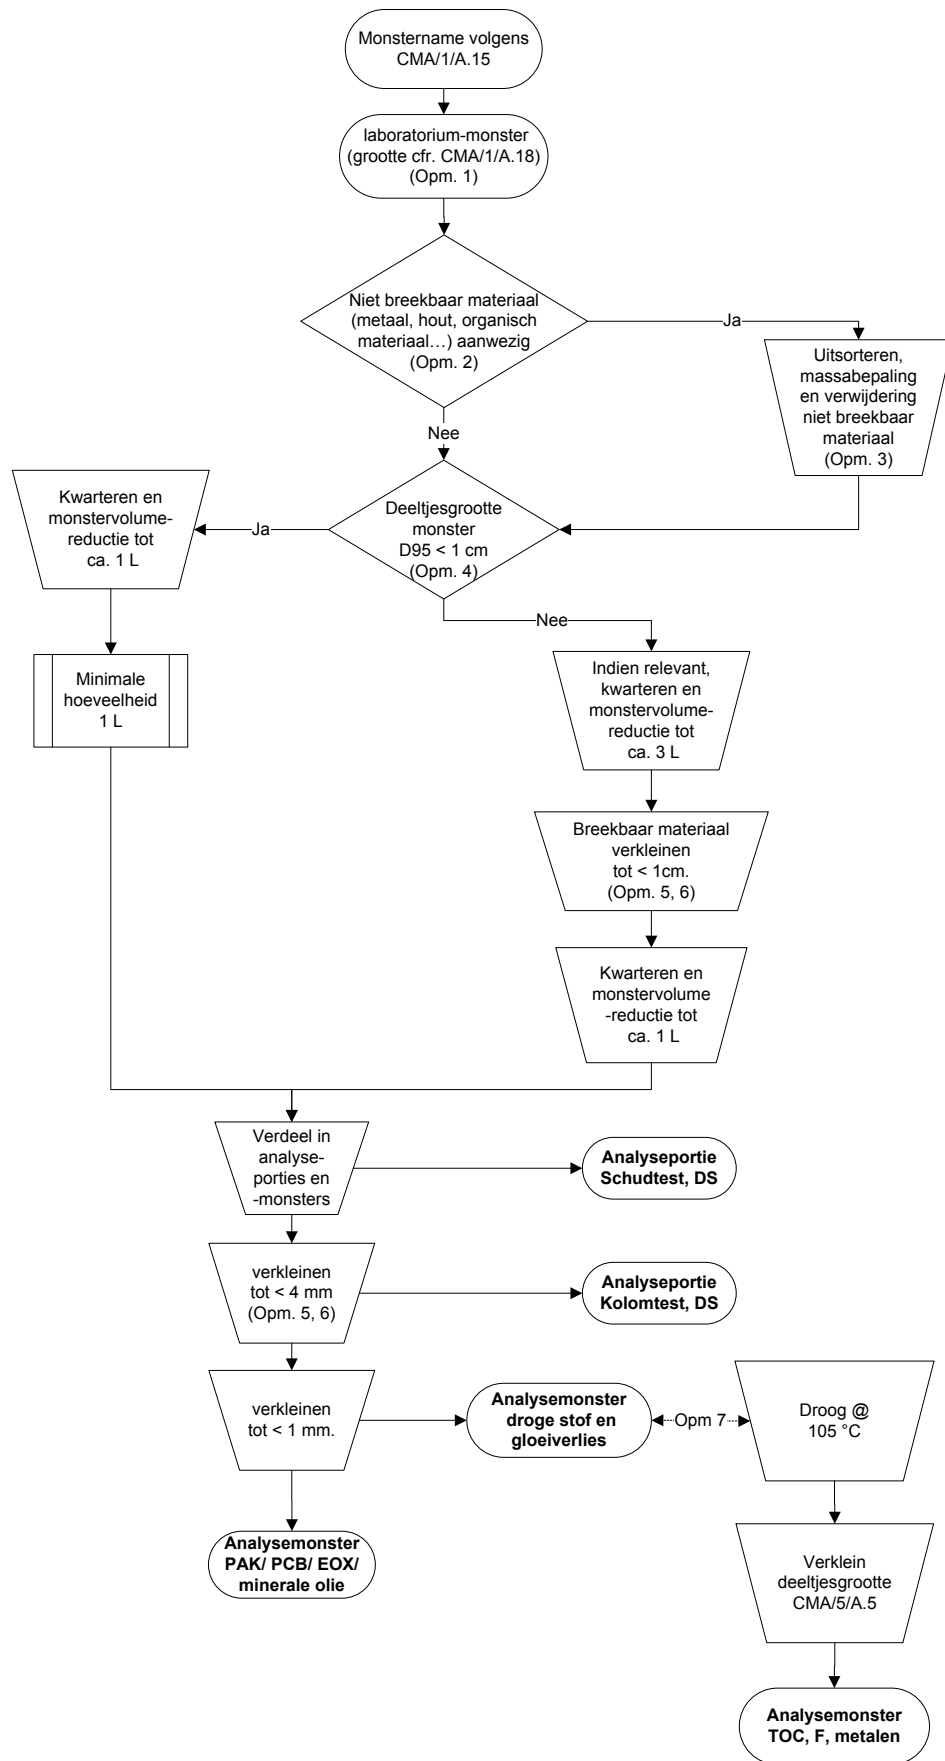 Monstername volgens
CMA/1/A.15
laboratorium-monster
(grootte cfr. CMA/1/A.18)
(Opm. 1)
Niet breekbaar materiaal
(metaal, hout, organisch
materiaal…) aanwezig
(Opm. 2)
Ja
Uitsorteren,
massabepaling
en verwijdering
niet breekbaar
materiaal
(Opm. 3)
Nee
Deeltjesgrootte
monster
D95 < 1 cm
(Opm. 4)
Ja
Kwarteren en
monstervolume-
reductie tot
ca. 1 L
Minimale
hoeveelheid
1 L
Nee
Indien relevant,
kwarteren en
monstervolume-
reductie tot
ca. 3 L
Breekbaar materiaal
verkleinen
tot < 1cm.
(Opm. 5, 6)
Kwarteren en
monstervolume
-reductie tot
ca. 1 L
Verdeel in
analyse-
porties en
-monsters
Analyseportie
Schudtest, DS
verkleinen
tot < 4 mm
(Opm. 5, 6)
Analyseportie
Kolomtest, DS
verkleinen
tot < 1 mm.
Analysemonster
droge stof en
gloeiverlies
Opm 7
Droog @
105 °C
Analysemonster
PAK/ PCB/ EOX/
minerale olie
Verklein
deeltjesgrootte
CMA/5/A.5
Analysemonster
TOC, F, metalen